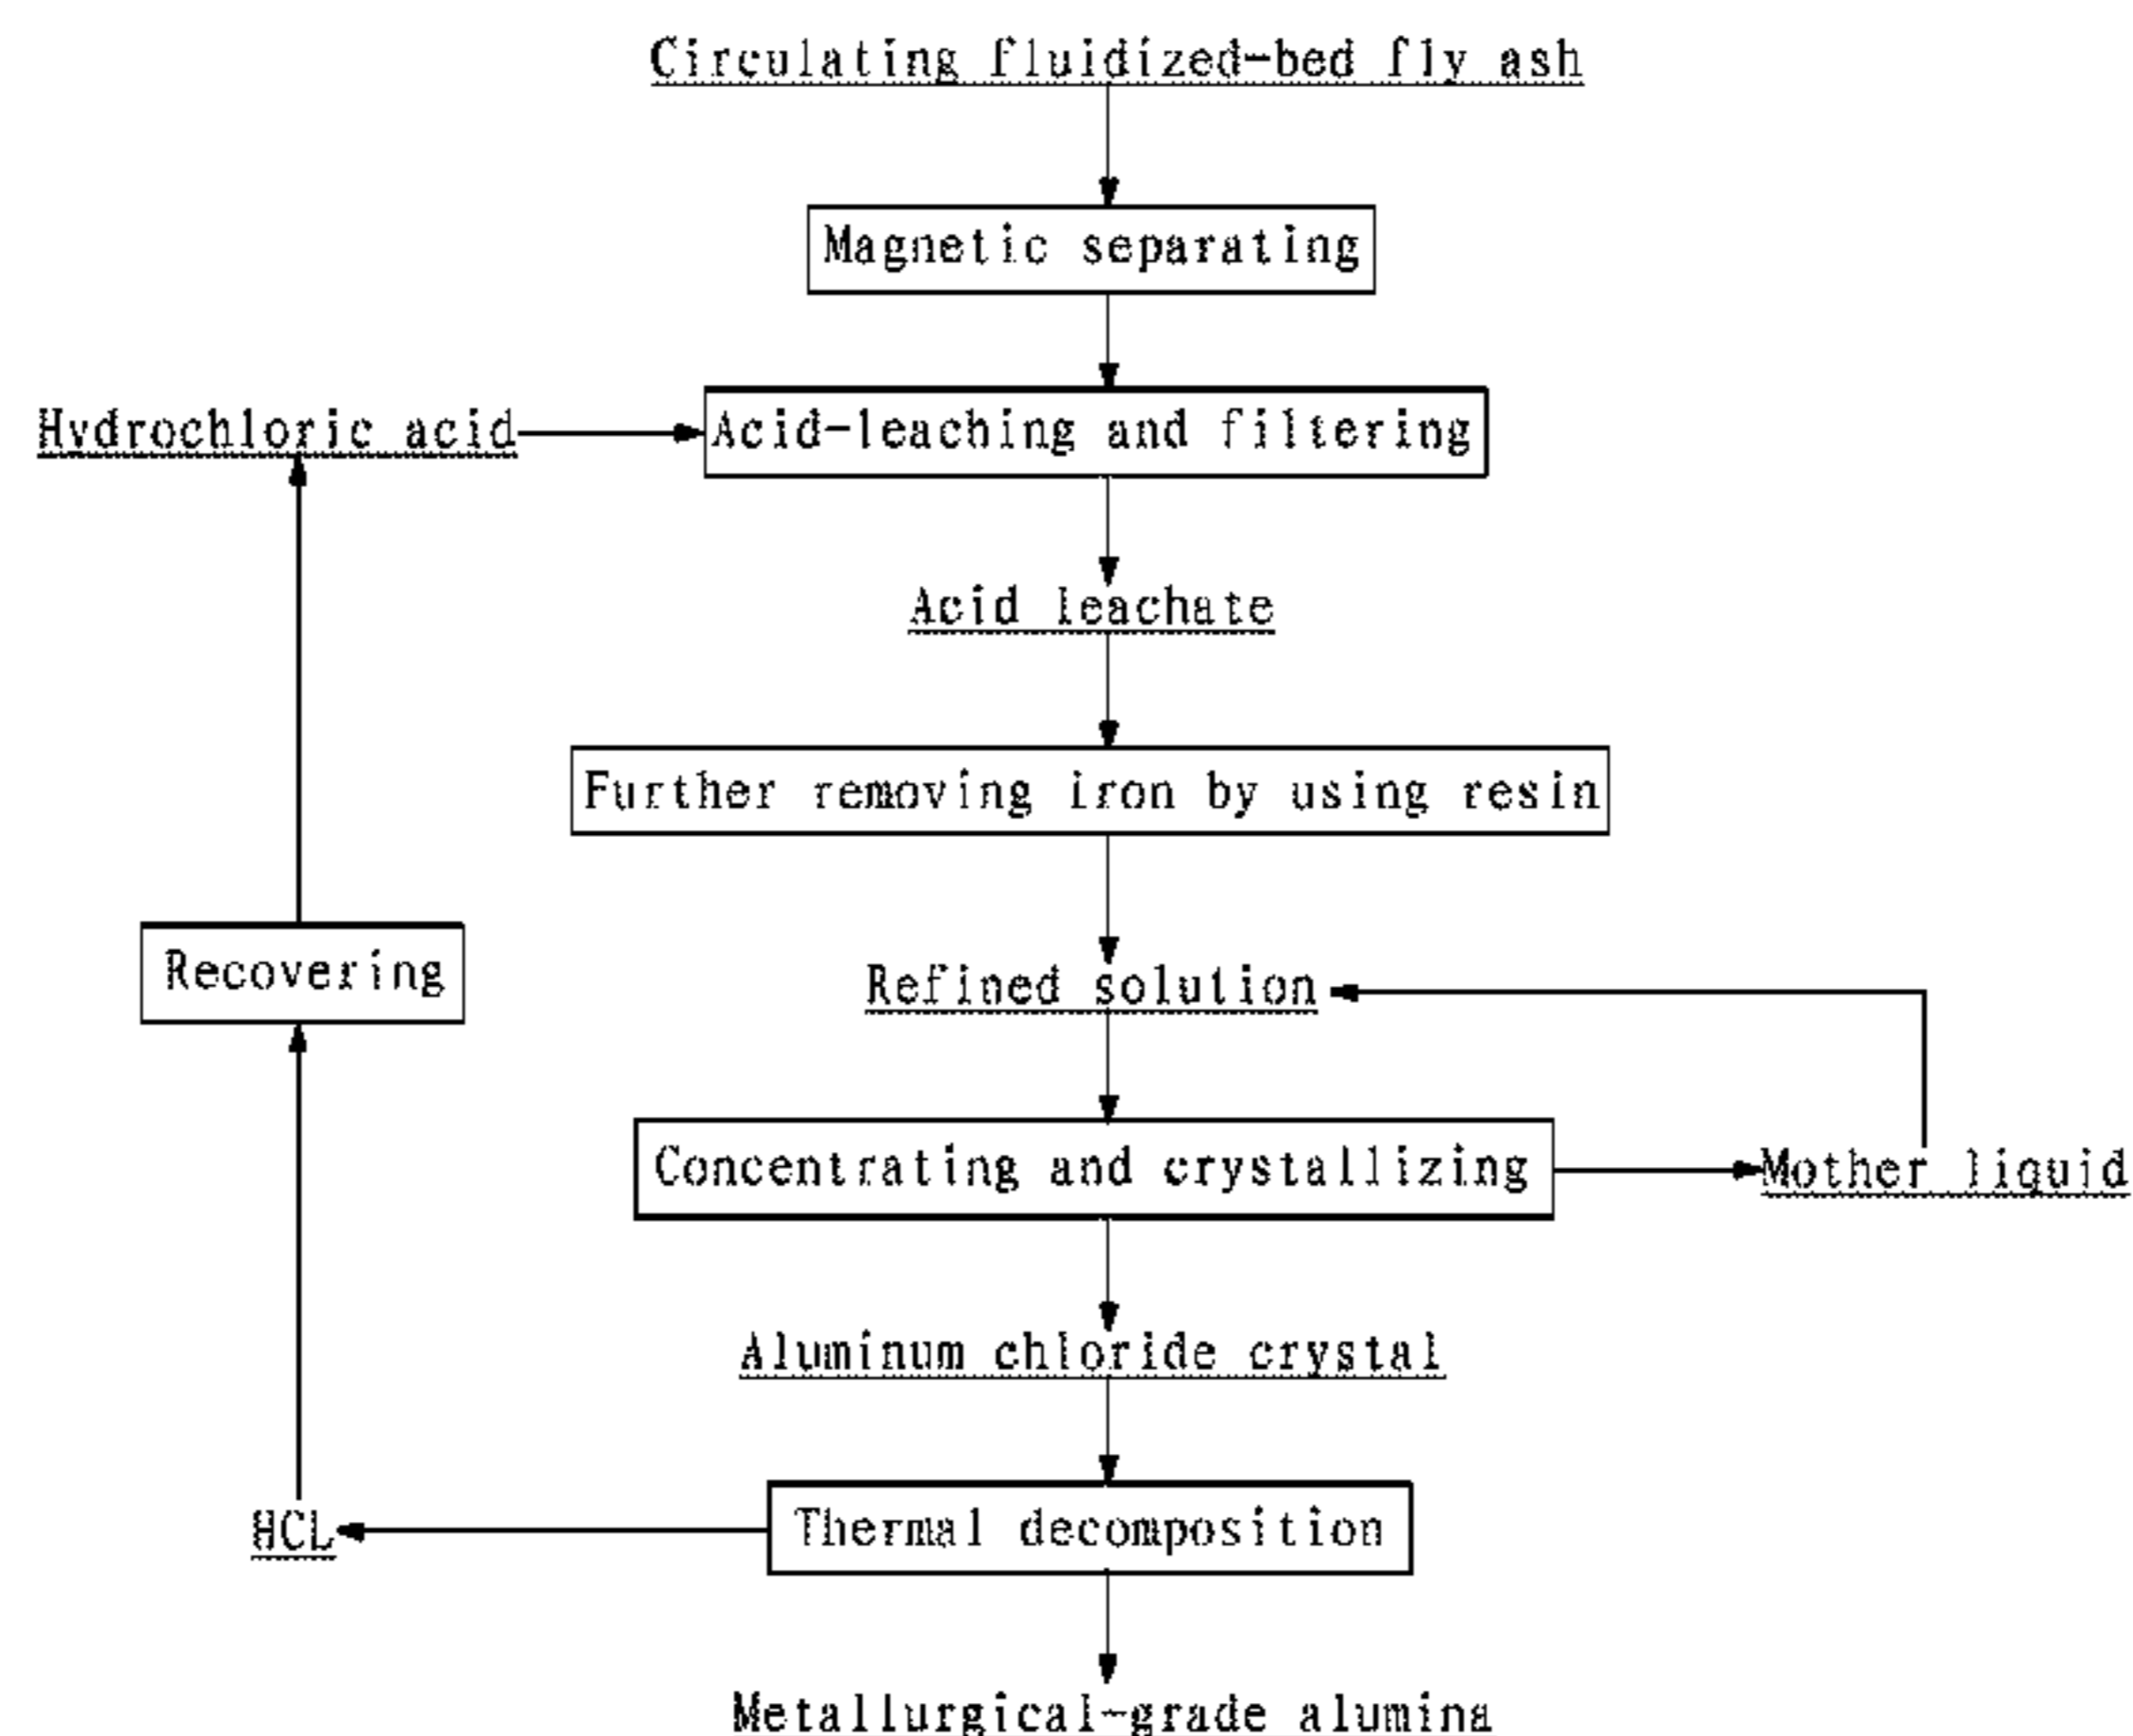 Circulating fluidized-bed fly ash
Magnetic separating
Hydrochloric acid
Acid-leaching and filtering
Acid leachate
Further removing iron by using resin
Recovering
Refined solution
Concentrating and crystallizing
Mother liquid
Aluminum chloride crystal
HCL
Thermal decomposition
Metallurgical-grade alumina